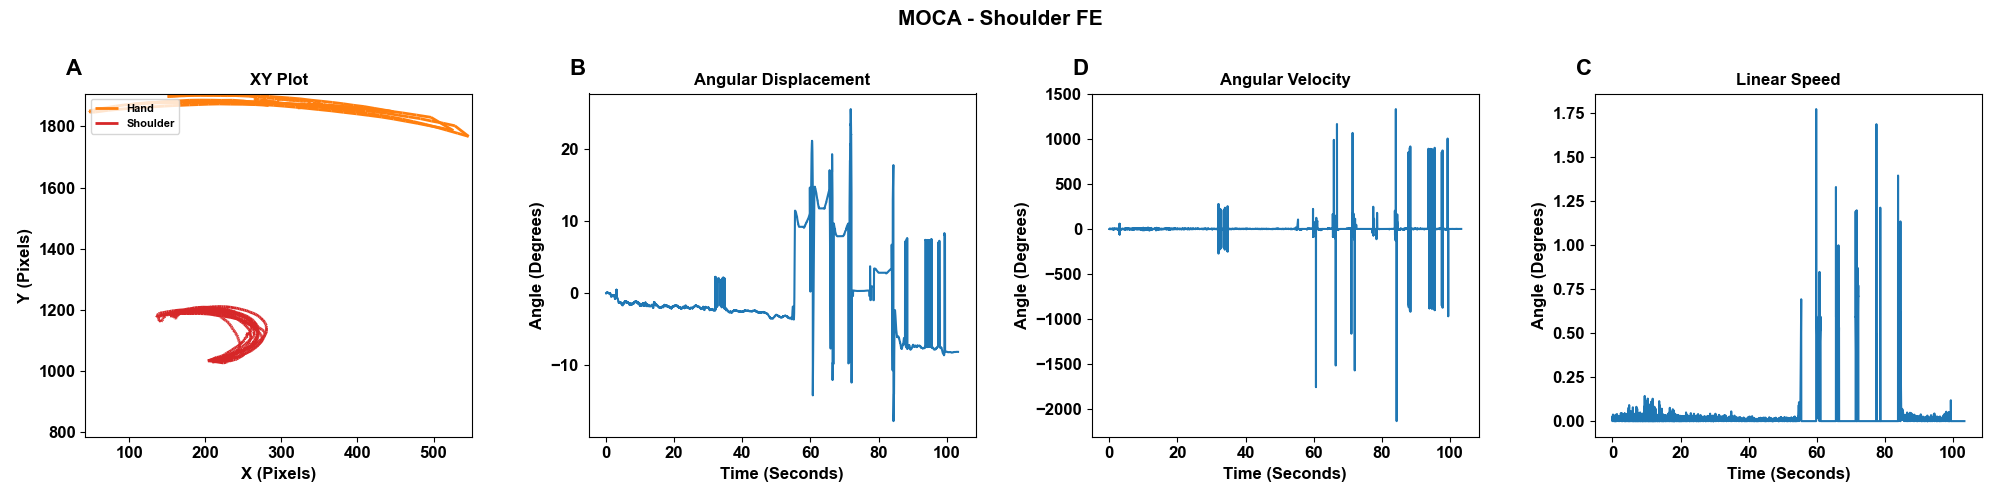 MOCA - Shoulder FE
A
XY Plot
Hand
Shoulder
1800
1600
1400
1200
1000
800
100 200 300 400 500
Y (Pixels)
X (Pixels)
B
Angular Displacement
20
10
0
−10
0 20 40 60 80 100
Angle (Degrees)
Time (Seconds)
D
Angular Velocity
1500
1000
500
0
−500
−1000
−1500
−2000
0 20 40 60 80 100
Angle (Degrees)
Time (Seconds)
C
Linear Speed
1.75
1.50
1.25
1.00
0.75
0.50
0.25
0.00
0 20 40 60 80 100
Angle (Degrees)
Time (Seconds)